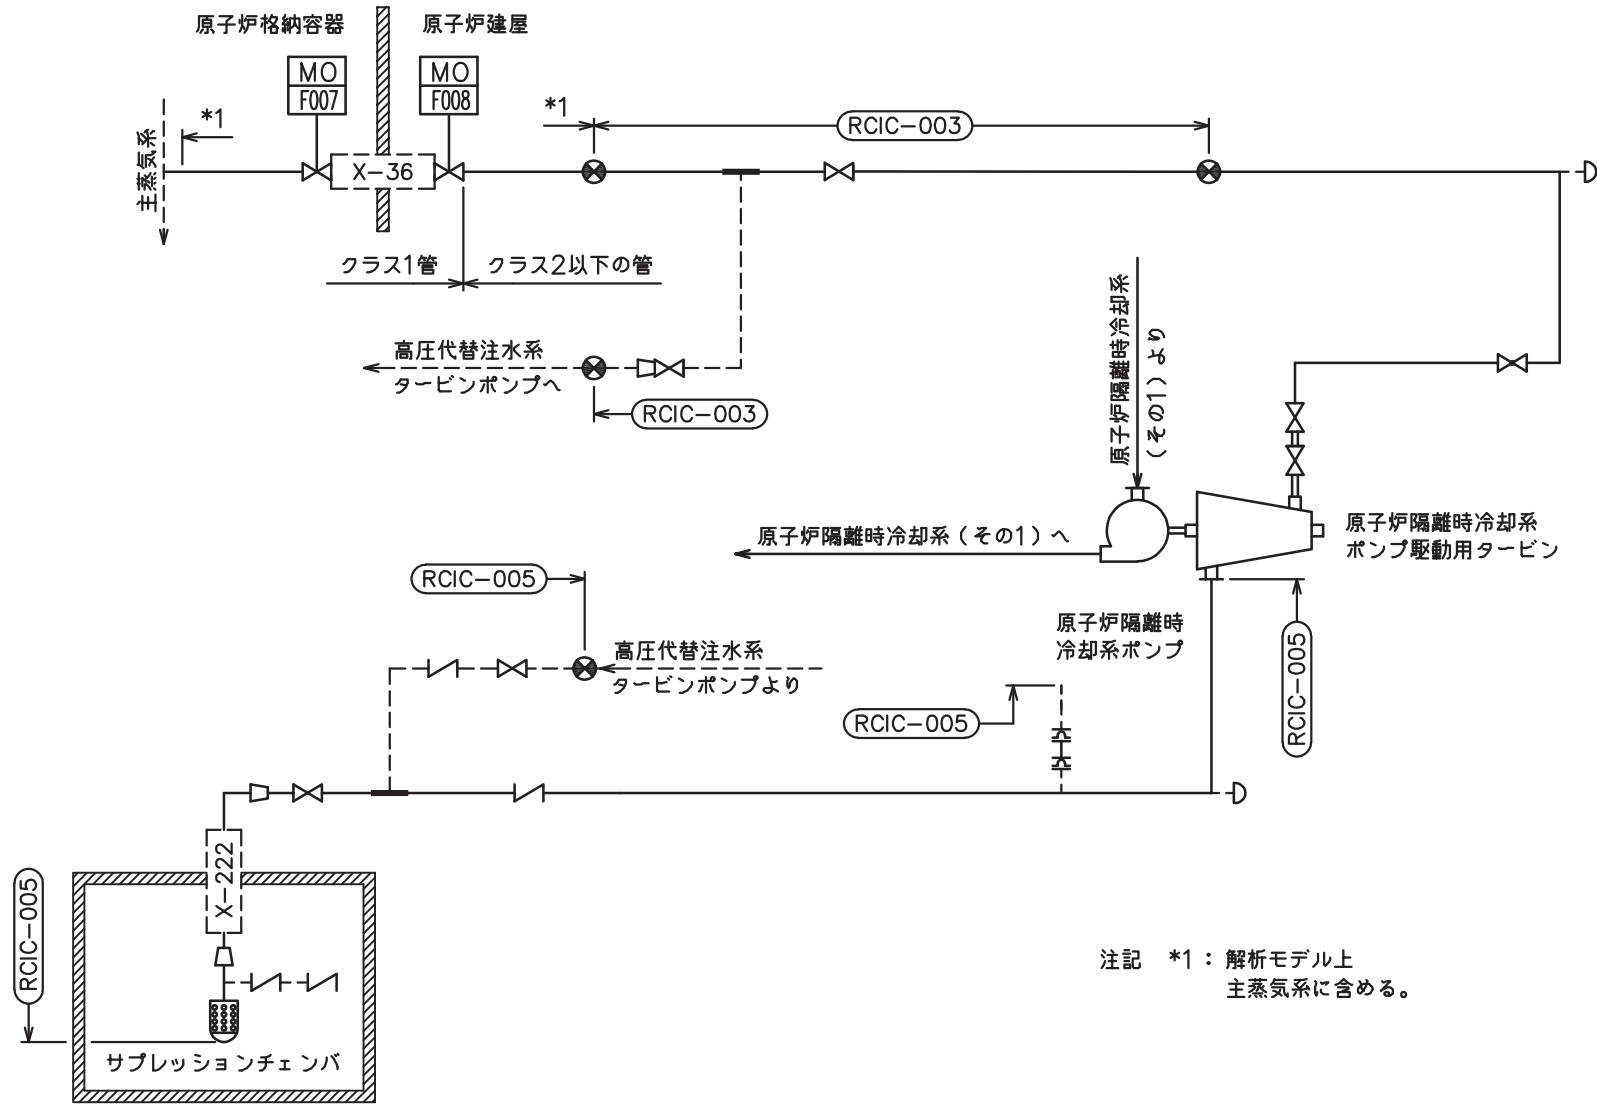 原子炉格納容器
原子炉建屋
MO
F007
MO
F008
*1
*1
RCIC-003
主蒸気系
X-36
クラス1管
クラス2以下の管
高圧代替注水系
タービンポンプへ
RCIC-003
原子炉隔離時冷却系
(その1)より
原子炉隔離時冷却系(その1)へ
原子炉隔離時冷却系
ポンプ駆動用タービン
RCIC-005
原子炉隔離時
冷却系ポンプ
RCIC-005
高圧代替注水系
タービンポンプより
RCIC-005
X-222
RCIC-005
サプレッションチェンバ
注記 *1：解析モデル上
主蒸気系に含める。